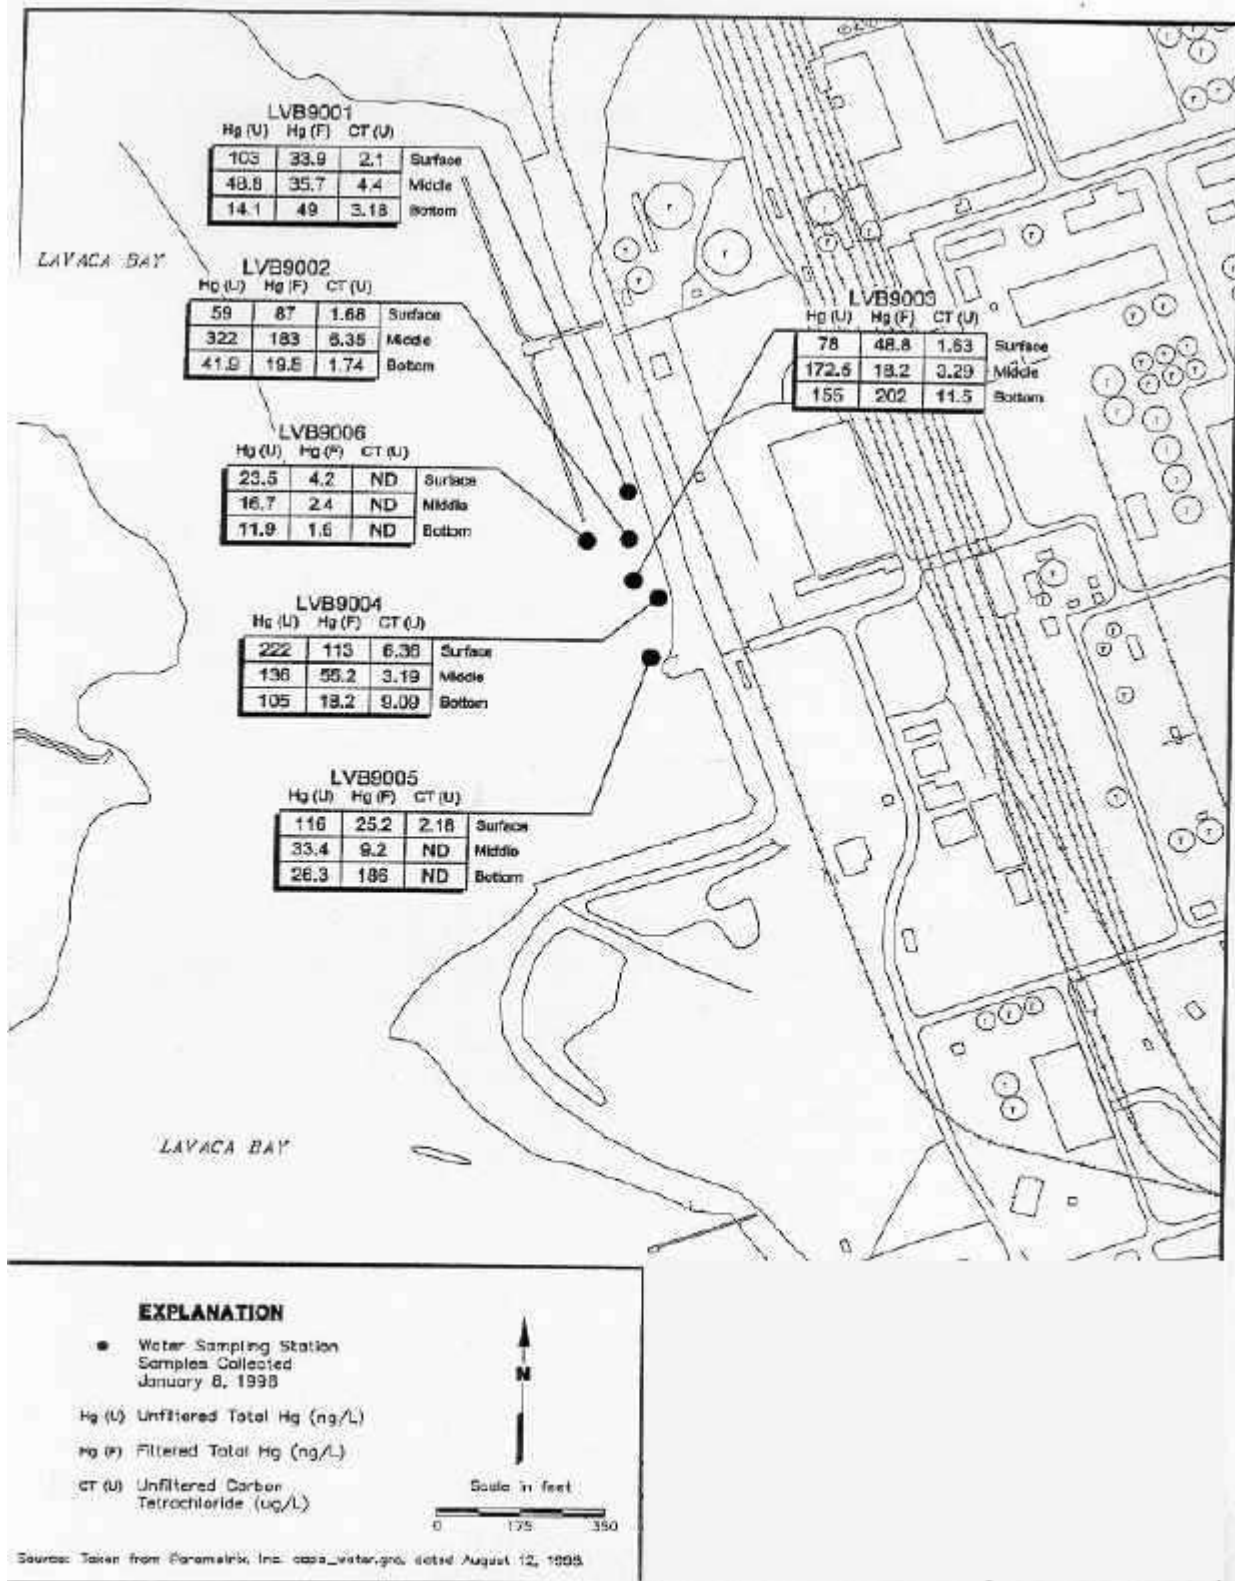 LVB9001
Hg (U) Hg (F) CT (U)
103 33.9 2.1 Surface
48.8 35.7 4.4 Middle
14.1 49 3.18 Bottom
LAVACA BAY
LVB9002
Hg (U) Hg (F) CT (U)
59 87 1.68 Surface
322 183 6.35 Middle
41.9 19.8 1.74 Bottom
LVB9003
Hg (U) Hg (F) CT (U)
78 48.8 1.63 Surface
172.6 18.2 3.29 Middle
155 202 11.5 Bottom
LVB9006
Hg (U) Hg (F) CT (U)
23.5 4.2 ND Surface
16.7 2.4 ND Middle
11.9 1.6 ND Bottom
LVB9004
Hg (U) Hg (F) CT (U)
222 113 6.36 Surface
136 55.2 3.19 Middle
105 18.2 9.09 Bottom
LVB9005
Hg (U) Hg (F) CT (U)
116 25.2 2.18 Surface
33.4 9.2 ND Middle
26.3 186 ND Bottom
LAVACA BAY
EXPLANATION
Water Sampling Station
Samples Collected
January 8, 1998
Hg (U) Unfiltered Total Hg (ng/L)
Hg (F) Filtered Total Hg (ng/L)
CT (U) Unfiltered Carbon
Tetrachloride (ug/L)
N
Scale in feet
0 175 350
Source: Taken from Parametrix, Inc. dated August 12, 1998.